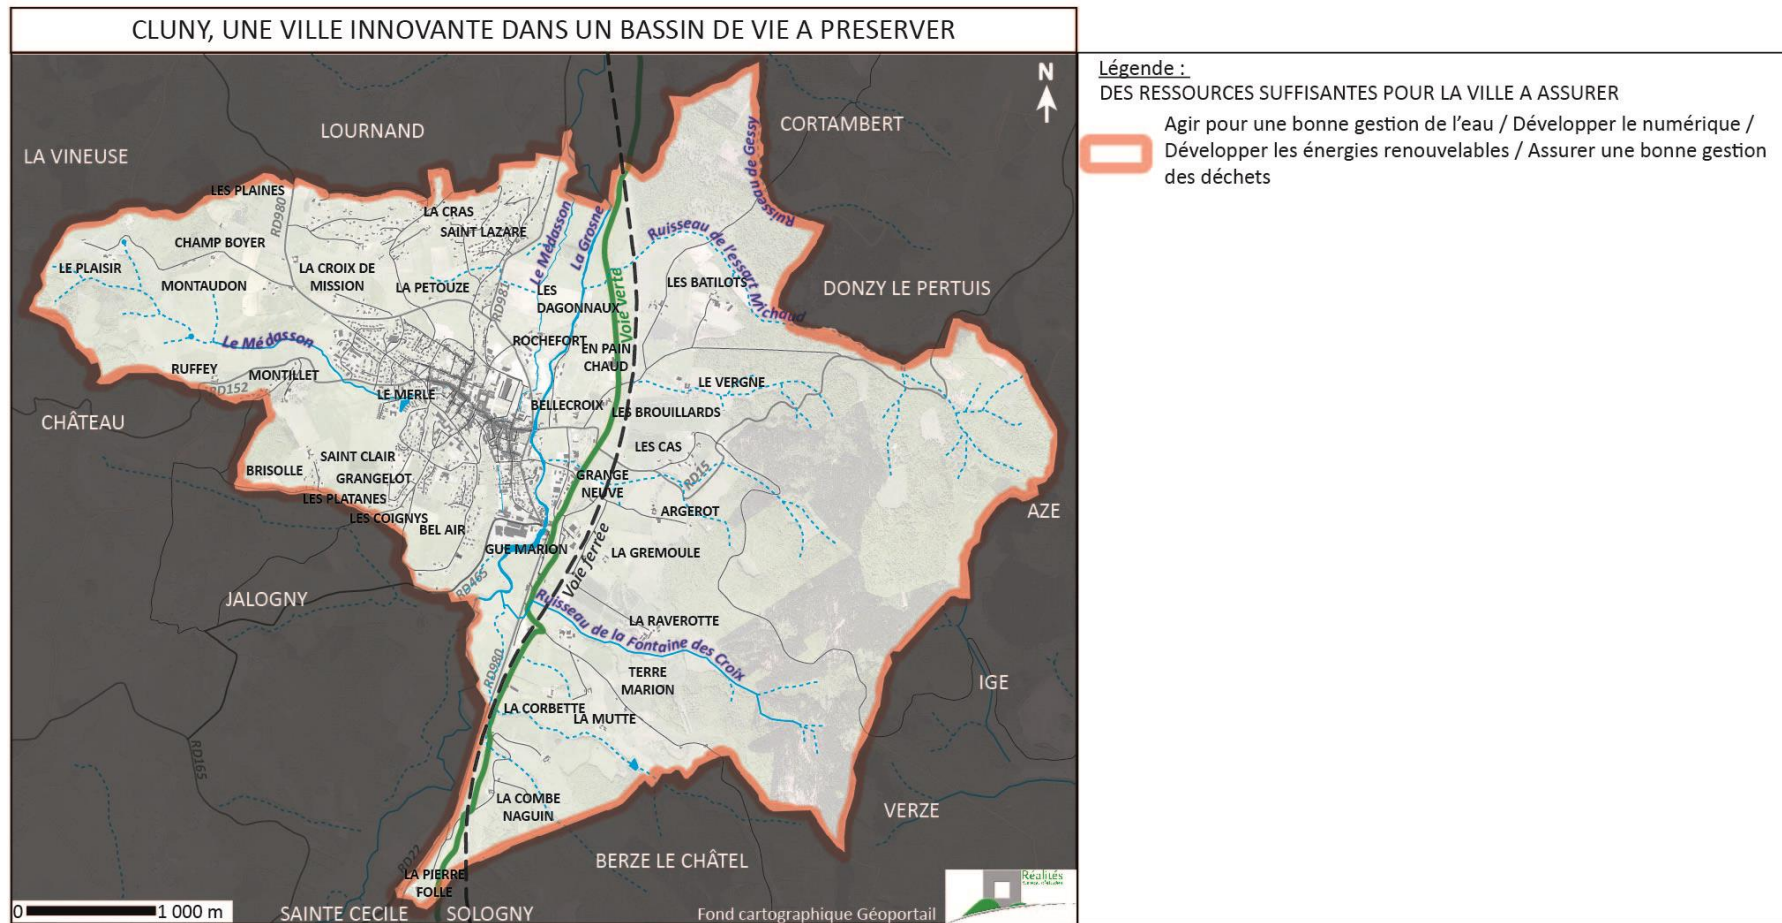 CLUNY, UNE VILLE INNOVANTE DANS UN BASSIN DE VIE A PRESERVER
Légende :
DES RESSOURCES SUFFISANTES POUR LA VILLE A ASSURER
Agir pour une bonne gestion de l'eau / Développer le numérique /
Développer les énergies renouvelables / Assurer une bonne gestion
des déchets
N
CORTAMBERT
LOURNAND
LA VINEUSE
Ruisseau de Gessy
LES PLAINES
RD980
LA CRAS
SAINT LAZARE
Le Médasson
La Grosne
CHAMP BOYER
Ruisseau de l'essart Michaud
LE PLAISIR
LA CROIX DE
MISSION
MONTAUDON
LA PETOUZE
RD981
LES
DAGONNAUX
Voie verte
LES BATILOTS
DONZY LE PERTUIS
Le Médasson
ROCHEFORT
EN PAIN
CHAUD
RUFFEY
MONTILLET
RD152
LE MERLE
LE VERGNE
BELLECROIX
LES BROUILLARDS
CHÂTEAU
LES CAS
SAINT CLAIR
BRISOLLE
GRANGELOT
GRANGE
NEUVE
RD15
LES PLATANES
LES COIGNYS
ARGEROT
AZE
BEL AIR
GUE MARION
LA GREMOULE
Voie ferrée
RD465
JALOGNY
Ruisseau de la Fontaine des Croix
LA RAVEROTTE
RD980
TERRE
MARION
IGE
LA CORBETTE
LA MUTTE
RD165
LA COMBE
NAGUIN
VERZE
RD22
BERZE LE CHÂTEL
LA PIERRE
FOLLE
Réalités
0 1 000 m
SAINTE CECILE
SOLOGNY
Fond cartographique Géoportail